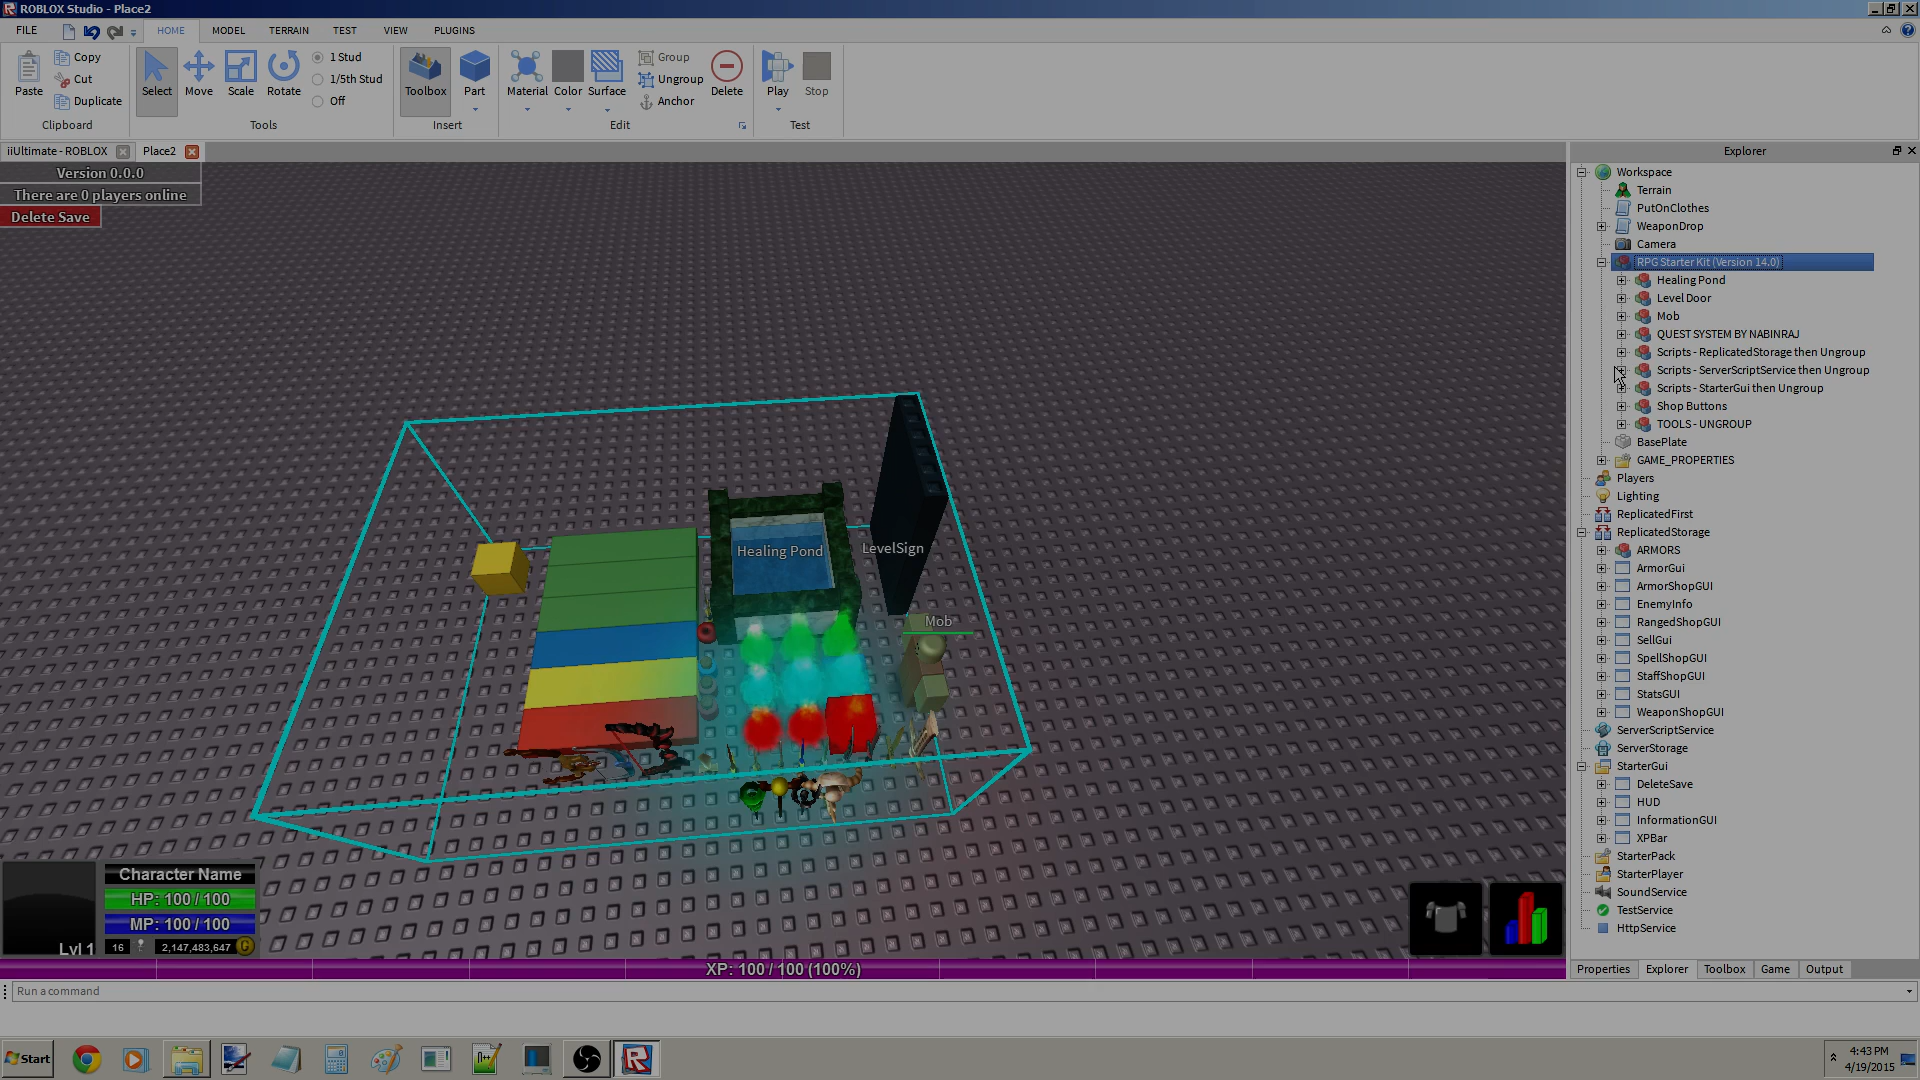 ROBLOX Studio - Place2
FILE
HOME
MODEL
TERRAIN
TEST
VIEW
PLUGINS
Paste
Copy
Cut
Duplicate
Clipboard
Select
Move
Scale
Rotate
1 Stud
1/5th Stud
Off
Tools
Toolbox
Part
Insert
Material
Color
Surface
Group
Ungroup
Anchor
Delete
Edit
Play
Stop
Test
iiUltimate - ROBLOX
Place2
Version 0.0.0
There are 0 players online
Delete Save
Healing Pond
LevelSign
Mob
Character Name
HP: 100 / 100
MP: 100 / 100
Lvl 1
16
2,147,483,647
G
XP: 100 / 100 (100%)
Explorer
Workspace
Terrain
PutOnClothes
WeaponDrop
Camera
RPG Starter Kit (Version 14.0)
Healing Pond
Level Door
Mob
QUEST SYSTEM BY NABINRAJ
Scripts - ReplicatedStorage then Ungroup
Scripts - ServerScriptService then Ungroup
Scripts - StarterGui then Ungroup
Shop Buttons
TOOLS - UNGROUP
BasePlate
GAME_PROPERTIES
Players
Lighting
ReplicatedFirst
ReplicatedStorage
ARMORS
ArmorGui
ArmorShopGUI
EnemyInfo
RangedShopGUI
SellGui
SpellShopGUI
StaffShopGUI
StatsGUI
WeaponShopGUI
ServerScriptService
ServerStorage
StarterGui
DeleteSave
HUD
InformationGUI
XPBar
StarterPack
StarterPlayer
SoundService
TestService
HttpService
Properties
Explorer
Toolbox
Game
Output
Run a command
Start
4:43 PM
4/19/2015